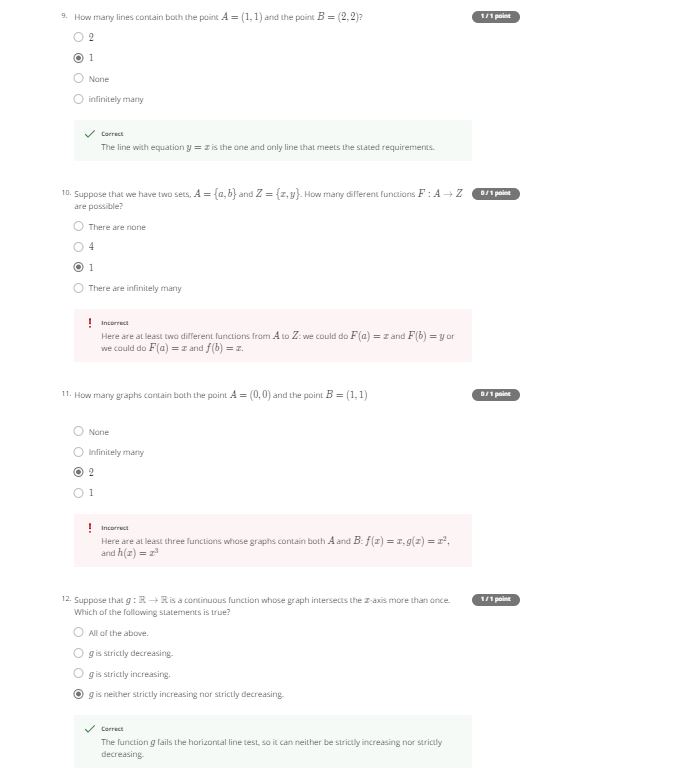 9. How many lines contain both the point A = (1, 1) and the point B = (2, 2)?
1 / 1 point
2
1
None
infinitely many
Correct
The line with equation y = x is the one and only line that meets the stated requirements.
10. Suppose that we have two sets, A = {a, b} and Z = {x, y}. How many different functions F : A → Z
are possible?
0 / 1 point
There are none
4
1
There are infinitely many
Incorrect
Here are at least two different functions from A to Z: we could do F(a) = x and F(b) = y or
we could do F(a) = x and f(b) = x.
11. How many graphs contain both the point A = (0, 0) and the point B = (1, 1)
0 / 1 point
None
Infinitely many
2
1
Incorrect
Here are at least three functions whose graphs contain both A and B: f(x) = x, g(x) = x²,
and h(x) = x³
12. Suppose that g : ℝ → ℝ is a continuous function whose graph intersects the x-axis more than once.
Which of the following statements is true?
1 / 1 point
All of the above.
g is strictly decreasing.
g is strictly increasing.
g is neither strictly increasing nor strictly decreasing.
Correct
The function g fails the horizontal line test, so it can neither be strictly increasing nor strictly
decreasing.